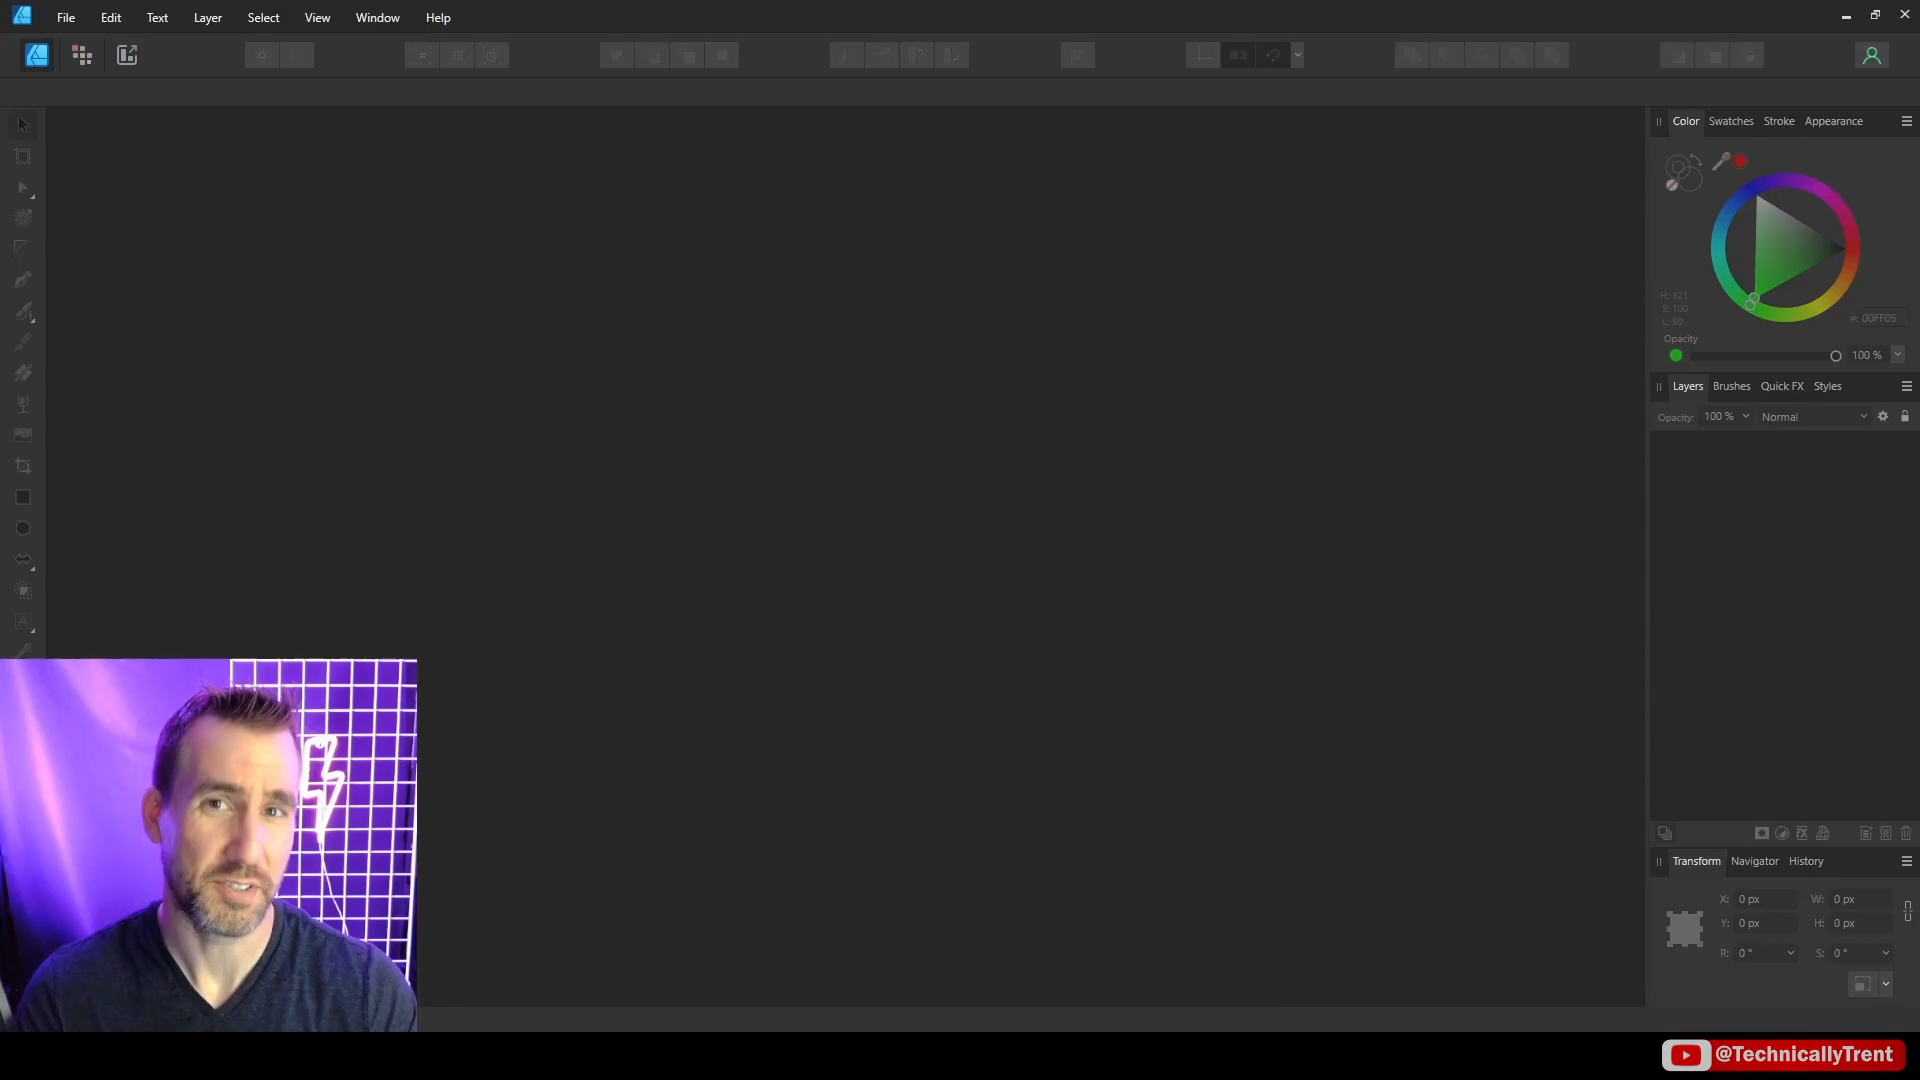 File Edit Text Layer Select View Window Help
Color Swatches Stroke Appearance
H: 121
S: 100
L: 50
#: 00FF05
Opacity
100 %
Layers Brushes Quick FX Styles
Opacity: 100 % Normal
Transform Navigator History
X: 0 px W: 0 px
Y: 0 px H: 0 px
R: 0 ° S: 0 °
@TechnicallyTrent